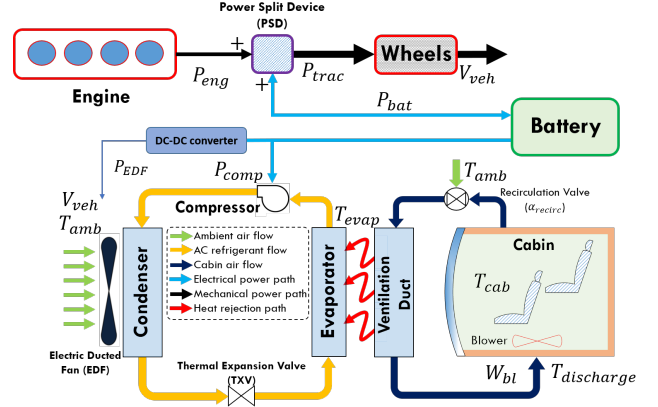 Power Split Device
(PSD)
Engine
P_eng
+
+
P_trac
Wheels
V_veh
P_bat
Battery
DC-DC converter
P_EDF
P_comp
V_veh
T_amb
Compressor
T_evap
T_amb
Recirculation Valve
(α_recirc)
Condenser
Ambient air flow
AC refrigerant flow
Cabin air flow
Electrical power path
Mechanical power path
Heat rejection path
Evaporator
Ventilation
Duct
Cabin
T_cab
Blower
Electric Ducted
Fan (EDF)
Thermal Expansion Valve
(TXV)
W_bl
T_discharge